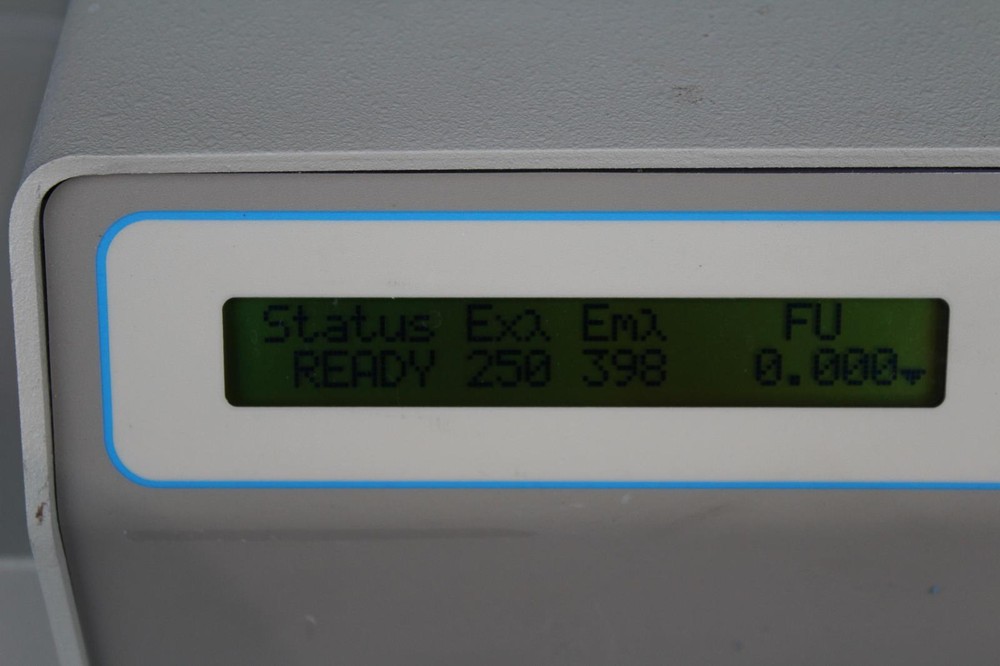 Status Exλ Emλ FU
READY 250 398 0.000